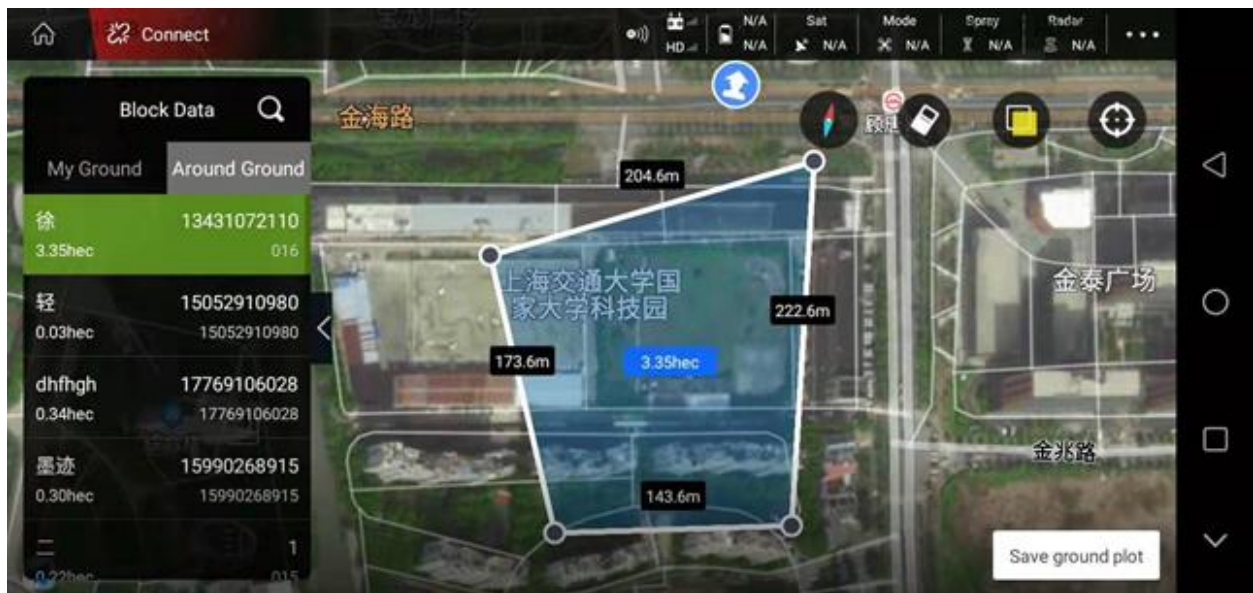 Connect
HD
N/A
N/A
Sat
N/A
Mode
N/A
Spray
N/A
Radar
N/A
Block Data
My Ground
Around Ground
徐 13431072110
3.35hec 016
轻 15052910980
0.03hec 15052910980
dhfhgh 17769106028
0.34hec 17769106028
墨迹 15990268915
0.30hec 15990268915
二 1
0.22hec 015
金海路
204.6m
上海交通大学国
家大学科技园
金泰广场
222.6m
173.6m
3.35hec
金兆路
143.6m
Save ground plot